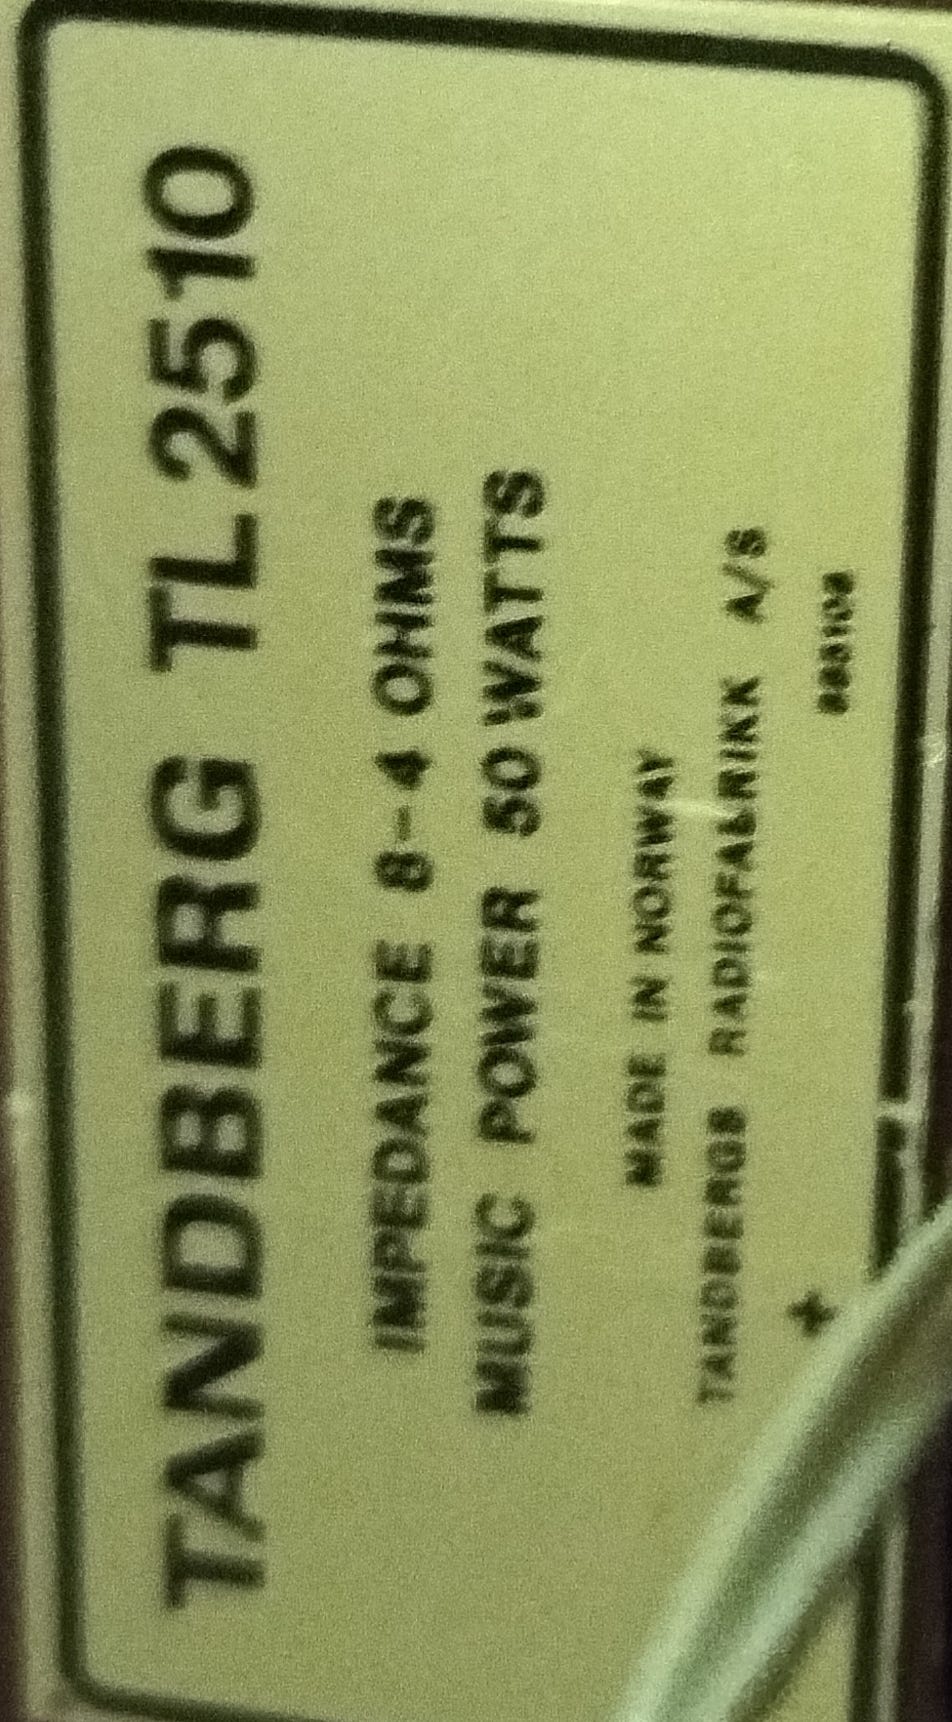 TANDBERG TL 2510
IMPEDANCE 8-4 OHMS
MUSIC POWER 50 WATTS
MADE IN NORWAY
TANDBERGS RADIOFABRIKK A/S
+